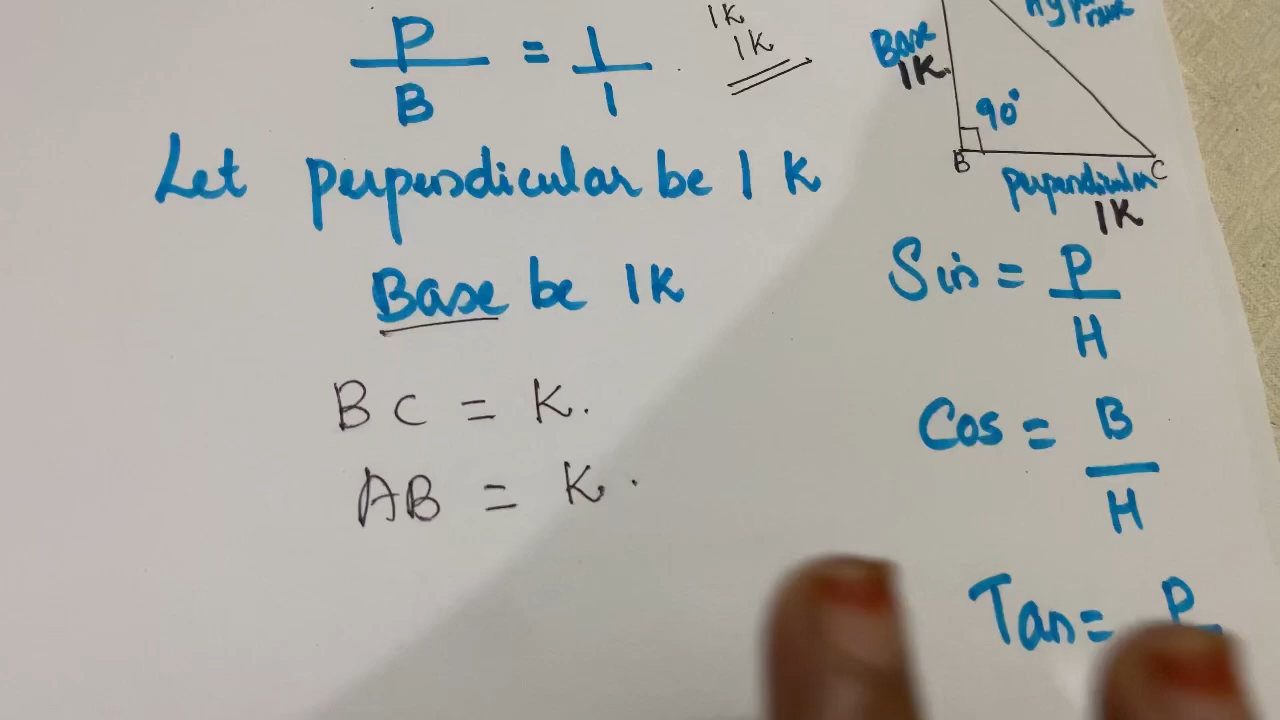 P = 1
B 1
1K
1K
Let perpendicular be 1 K
Base be 1K
BC = K.
AB = K.
Base
1K
90°
B
C
perpendicular
1K
Sin = P
H
Cos = B
H
Tan = P